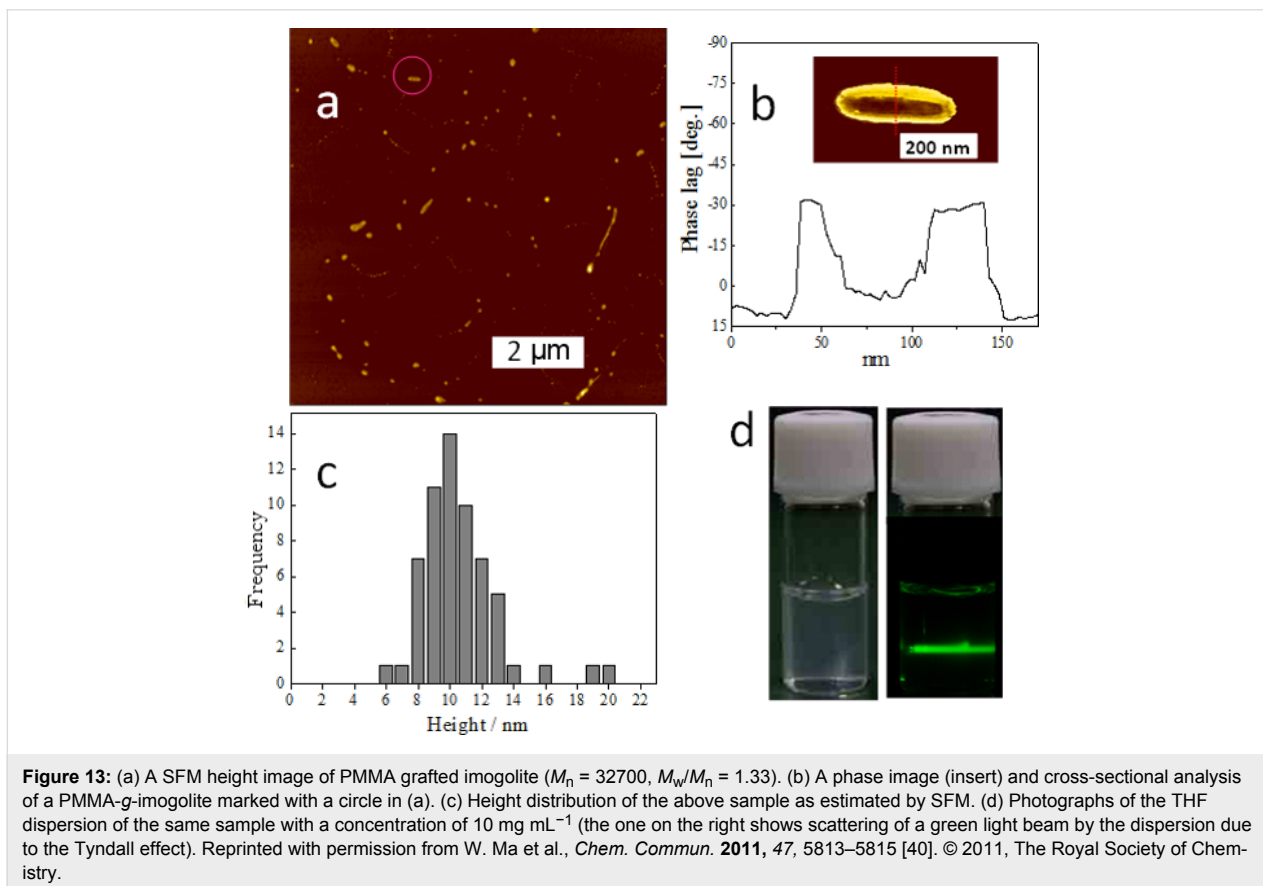 a
2 μm
b
-90
-75
-60
-45
-30
-15
0
15
Phase lag [deg.]
200 nm
0 50 100 150
nm
c
14
12
10
8
6
4
2
0
Frequency
0 2 4 6 8 10 12 14 16 18 20 22
Height / nm
d
Figure 13: (a) A SFM height image of PMMA grafted imogolite (Mn = 32700, Mw/Mn = 1.33). (b) A phase image (insert) and cross-sectional analysis
of a PMMA-g-imogolite marked with a circle in (a). (c) Height distribution of the above sample as estimated by SFM. (d) Photographs of the THF
dispersion of the same sample with a concentration of 10 mg mL−1 (the one on the right shows scattering of a green light beam by the dispersion due
to the Tyndall effect). Reprinted with permission from W. Ma et al., Chem. Commun. 2011, 47, 5813–5815 [40]. © 2011, The Royal Society of Chem-
istry.